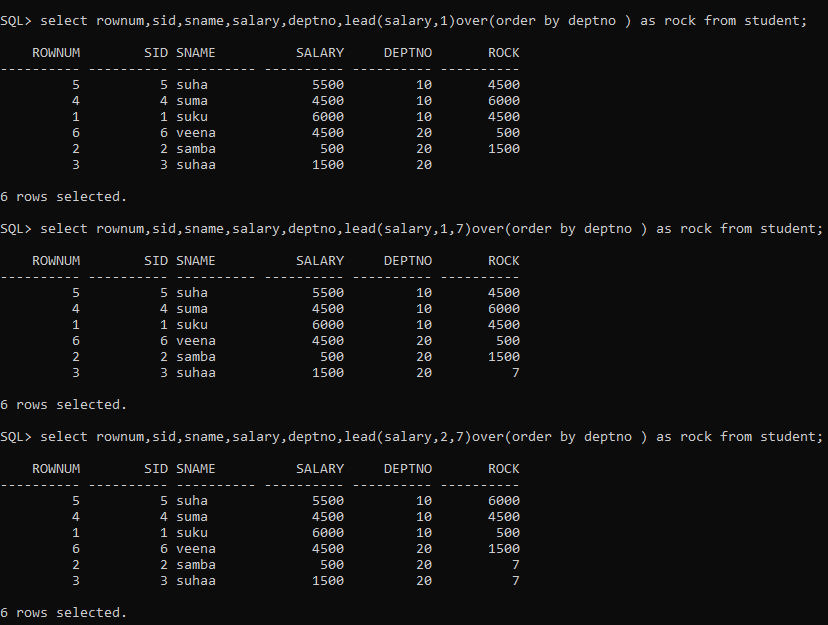 SQL> select rownum,sid,sname,salary,deptno,lead(salary,1)over(order by deptno ) as rock from student;
    ROWNUM        SID SNAME          SALARY     DEPTNO       ROCK
---------- ---------- ---------- ---------- ---------- ----------
         5          5 suha             5500         10       4500
         4          4 suma             4500         10       6000
         1          1 suku             6000         10       4500
         6          6 veena            4500         20        500
         2          2 samba             500         20       1500
         3          3 suhaa            1500         20
6 rows selected.
SQL> select rownum,sid,sname,salary,deptno,lead(salary,1,7)over(order by deptno ) as rock from student;
    ROWNUM        SID SNAME          SALARY     DEPTNO       ROCK
---------- ---------- ---------- ---------- ---------- ----------
         5          5 suha             5500         10       4500
         4          4 suma             4500         10       6000
         1          1 suku             6000         10       4500
         6          6 veena            4500         20        500
         2          2 samba             500         20       1500
         3          3 suhaa            1500         20          7
6 rows selected.
SQL> select rownum,sid,sname,salary,deptno,lead(salary,2,7)over(order by deptno ) as rock from student;
    ROWNUM        SID SNAME          SALARY     DEPTNO       ROCK
---------- ---------- ---------- ---------- ---------- ----------
         5          5 suha             5500         10       6000
         4          4 suma             4500         10       4500
         1          1 suku             6000         10        500
         6          6 veena            4500         20       1500
         2          2 samba             500         20          7
         3          3 suhaa            1500         20          7
6 rows selected.